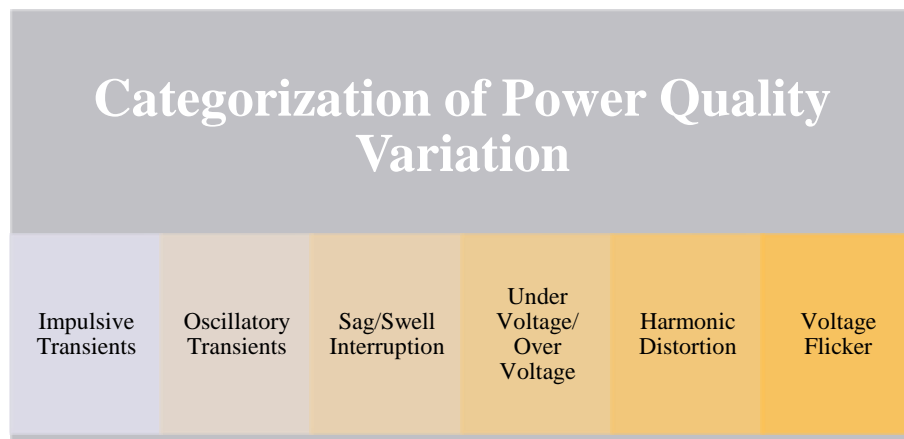 Categorization of Power Quality
Variation
Impulsive
Transients
Oscillatory
Transients
Sag/Swell
Interruption
Under
Voltage/
Over
Voltage
Harmonic
Distortion
Voltage
Flicker